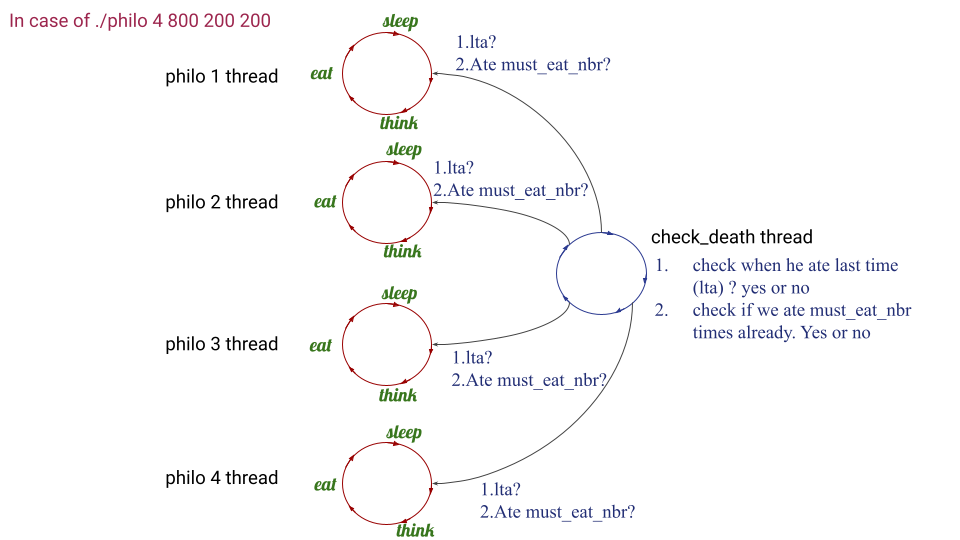 In case of ./philo 4 800 200 200
sleep
1.lta?
2.Ate must_eat_nbr?
philo 1 thread
eat
think
sleep
1.lta?
2.Ate must_eat_nbr?
philo 2 thread
eat
think
check_death thread
1. check when he ate last time
(lta) ? yes or no
2. check if we ate must_eat_nbr
times already. Yes or no
sleep
philo 3 thread
eat
1.lta?
2.Ate must_eat_nbr?
think
sleep
philo 4 thread
eat
1.lta?
2.Ate must_eat_nbr?
think